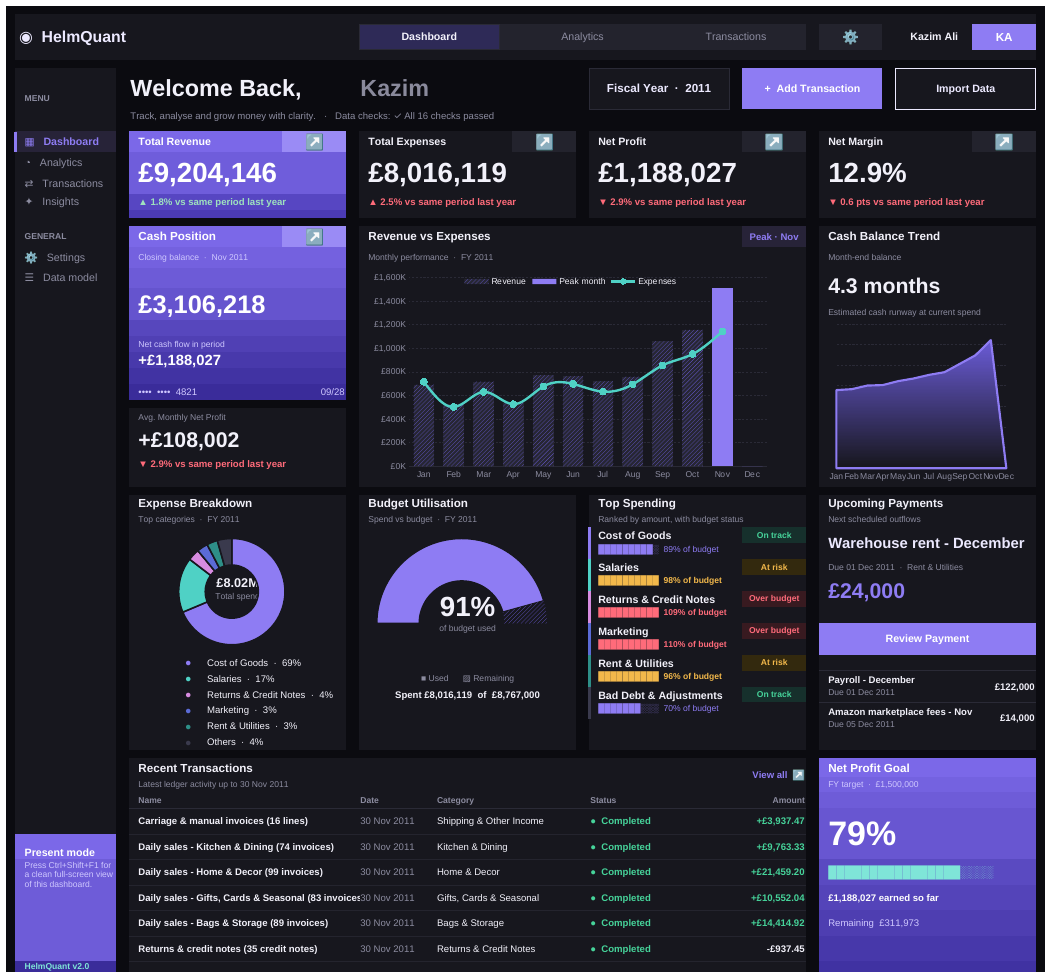 HelmQuant
Dashboard
Analytics
Transactions
Kazim Ali
KA
MENU
Dashboard
Analytics
Transactions
Insights
GENERAL
Settings
Data model
Welcome Back, Kazim
Track, analyse and grow money with clarity. · Data checks: ✓ All 16 checks passed
Fiscal Year · 2011
+ Add Transaction
Import Data
Total Revenue
£9,204,146
▲ 1.8% vs same period last year
Total Expenses
£8,016,119
▲ 2.5% vs same period last year
Net Profit
£1,188,027
▼ 2.9% vs same period last year
Net Margin
12.9%
▼ 0.6 pts vs same period last year
Cash Position
Closing balance · Nov 2011
£3,106,218
Net cash flow in period
+£1,188,027
•••• •••• 4821 09/28
Avg. Monthly Net Profit
+£108,002
▼ 2.9% vs same period last year
Revenue vs Expenses
Peak · Nov
Monthly performance · FY 2011
Revenue Peak month Expenses
£1,600K
£1,400K
£1,200K
£1,000K
£800K
£600K
£400K
£200K
£0K
Jan Feb Mar Apr May Jun Jul Aug Sep Oct Nov Dec
Cash Balance Trend
Month-end balance
4.3 months
Estimated cash runway at current spend
Jan Feb Mar Apr May Jun Jul Aug Sep Oct Nov Dec
Expense Breakdown
Top categories · FY 2011
£8.02M
Total spend
Cost of Goods · 69%
Salaries · 17%
Returns & Credit Notes · 4%
Marketing · 3%
Rent & Utilities · 3%
Others · 4%
Budget Utilisation
Spend vs budget · FY 2011
91%
of budget used
Used Remaining
Spent £8,016,119 of £8,767,000
Top Spending
Ranked by amount, with budget status
Cost of Goods
On track
89% of budget
Salaries
At risk
98% of budget
Returns & Credit Notes
Over budget
109% of budget
Marketing
Over budget
110% of budget
Rent & Utilities
At risk
96% of budget
Bad Debt & Adjustments
On track
70% of budget
Upcoming Payments
Next scheduled outflows
Warehouse rent - December
Due 01 Dec 2011 · Rent & Utilities
£24,000
Review Payment
Payroll - December
Due 01 Dec 2011
£122,000
Amazon marketplace fees - Nov
Due 05 Dec 2011
£14,000
Recent Transactions
View all
Latest ledger activity up to 30 Nov 2011
Name Date Category Status Amount
Carriage & manual invoices (16 lines) 30 Nov 2011 Shipping & Other Income ● Completed +£3,937.47
Daily sales - Kitchen & Dining (74 invoices) 30 Nov 2011 Kitchen & Dining ● Completed +£9,763.33
Daily sales - Home & Decor (99 invoices) 30 Nov 2011 Home & Decor ● Completed +£21,459.20
Daily sales - Gifts, Cards & Seasonal (83 invoices 30 Nov 2011 Gifts, Cards & Seasonal ● Completed +£10,552.04
Daily sales - Bags & Storage (89 invoices) 30 Nov 2011 Bags & Storage ● Completed +£14,414.92
Returns & credit notes (35 credit notes) 30 Nov 2011 Returns & Credit Notes ● Completed -£937.45
Net Profit Goal
FY target · £1,500,000
79%
£1,188,027 earned so far
Remaining £311,973
Present mode
Press Ctrl+Shift+F1 for
a clean full-screen view
of this dashboard.
HelmQuant v2.0